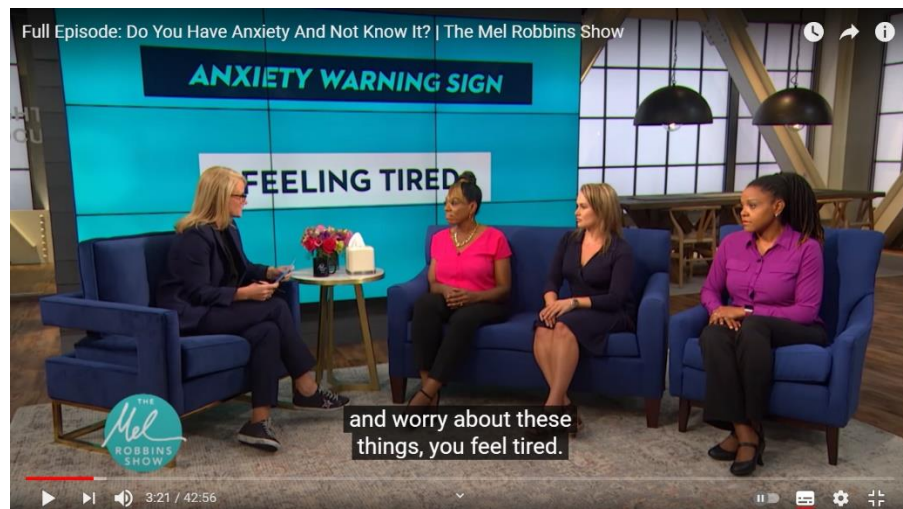 Full Episode: Do You Have Anxiety And Not Know It? | The Mel Robbins Show
ANXIETY WARNING SIGN
FEELING TIRED
THE
Mel
ROBBINS
SHOW
and worry about these
things, you feel tired.
3:21 / 42:56